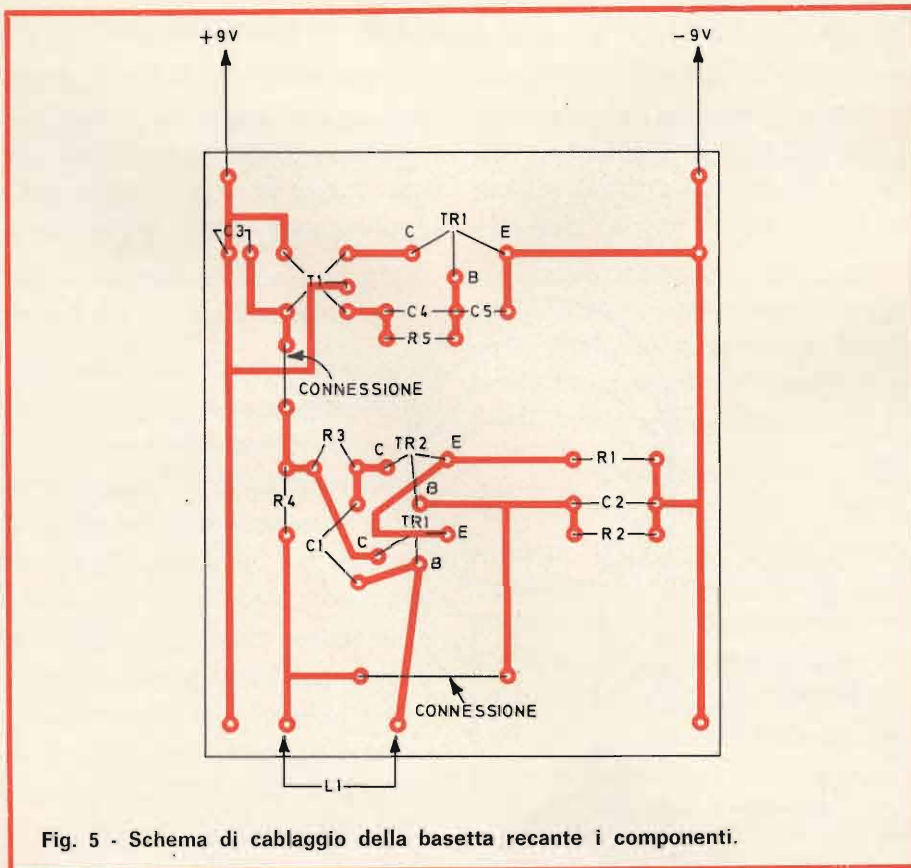 +9V
-9V
C3
C
TR1
E
T1
B
C4
C5
R5
CONNESSIONE
R3
C
TR2
E
R1
R4
B
C2
TR1
R2
C1
C
E
B
CONNESSIONE
L1
Fig. 5 - Schema di cablaggio della basetta recante i componenti.